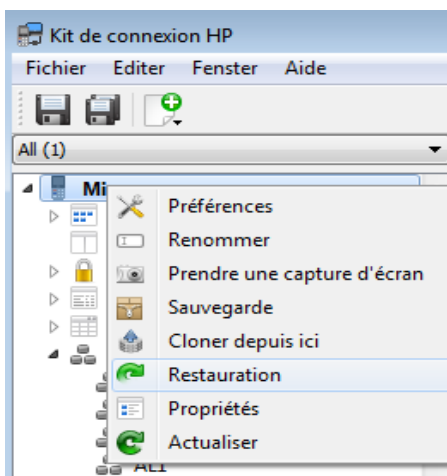 Kit de connexion HP
Fichier Editer Fenster Aide
All (1)
Préférences
Renommer
Prendre une capture d'écran
Sauvegarde
Cloner depuis ici
Restauration
Propriétés
Actualiser